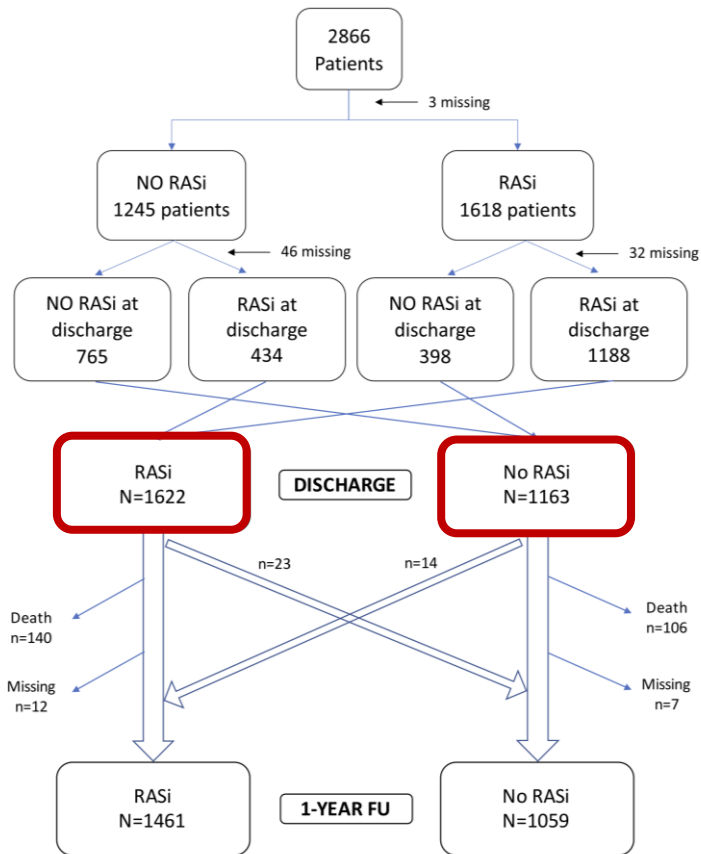 2866
Patients
3 missing
NO RASi
1245 patients
RASi
1618 patients
46 missing
32 missing
NO RASi at
discharge
765
RASi at
discharge
434
NO RASi at
discharge
398
RASi at
discharge
1188
RASi
N=1622
DISCHARGE
No RASi
N=1163
n=23
n=14
Death
n=140
Death
n=106
Missing
n=12
Missing
n=7
RASi
N=1461
1-YEAR FU
No RASi
N=1059